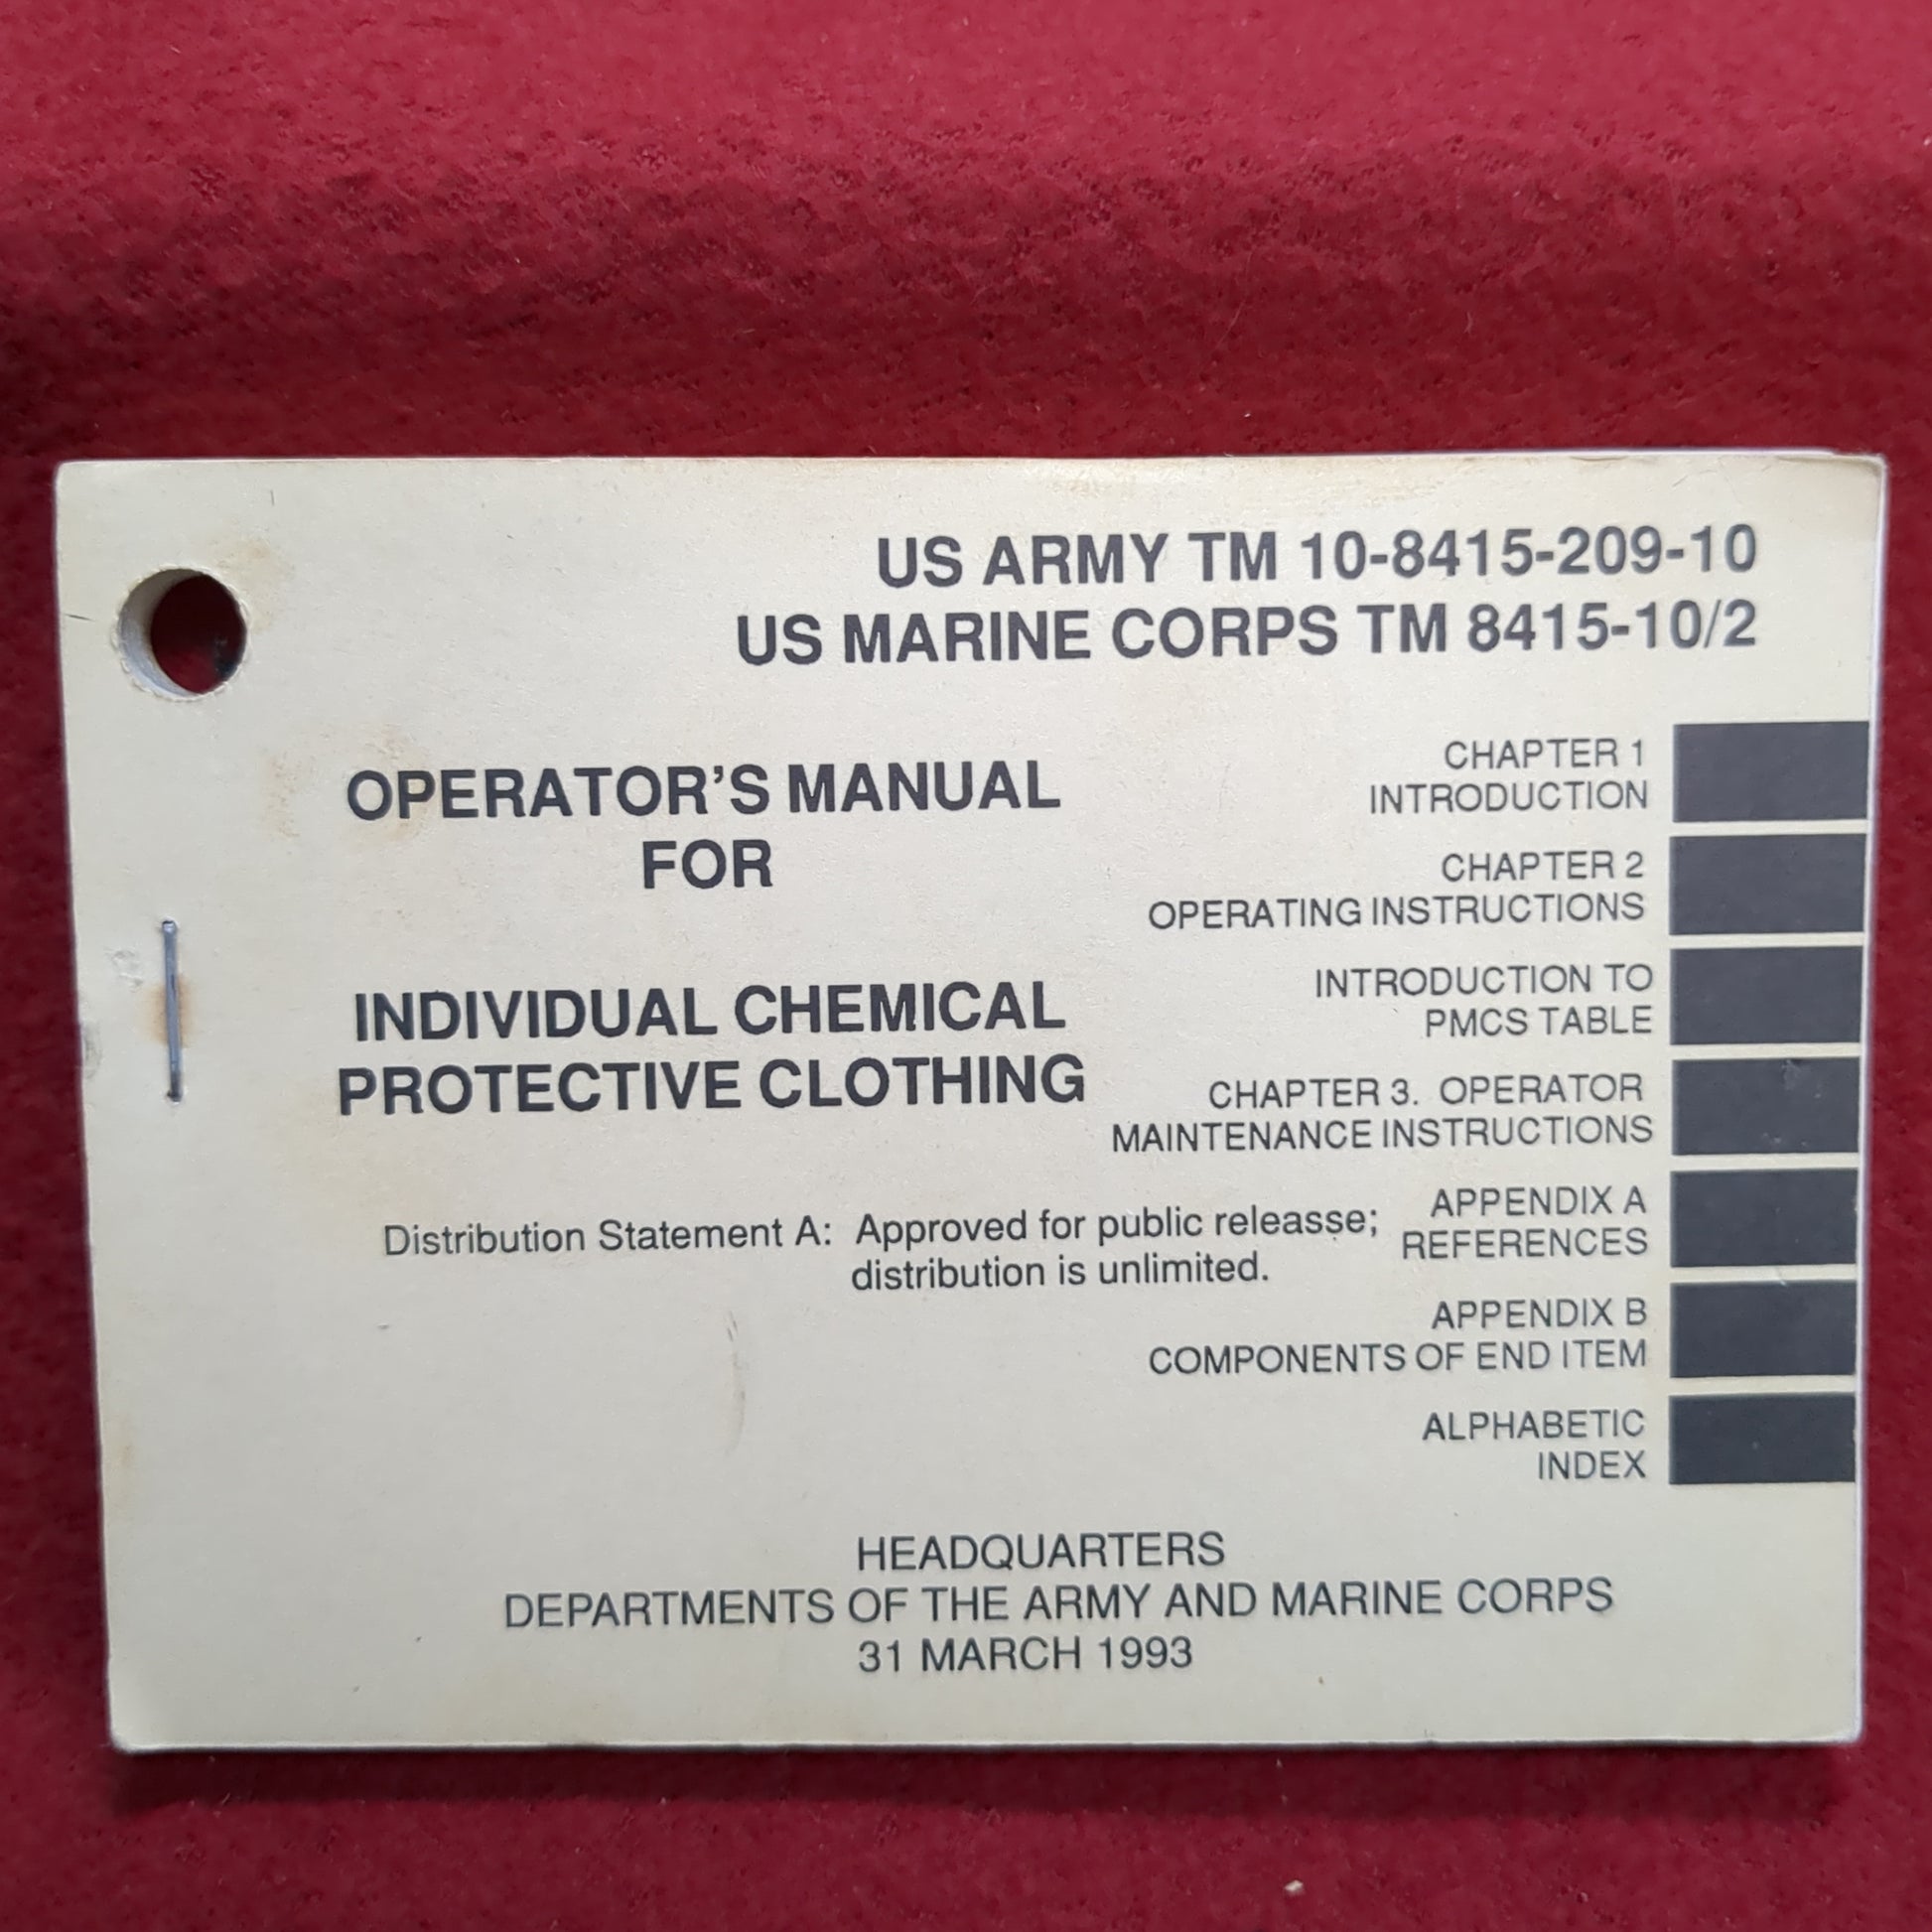 US ARMY TM 10-8415-209-10
US MARINE CORPS TM 8415-10/2
OPERATOR'S MANUAL
FOR
INDIVIDUAL CHEMICAL
PROTECTIVE CLOTHING
Distribution Statement A: Approved for public releasse;
distribution is unlimited.
CHAPTER 1
INTRODUCTION
CHAPTER 2
OPERATING INSTRUCTIONS
INTRODUCTION TO
PMCS TABLE
CHAPTER 3. OPERATOR
MAINTENANCE INSTRUCTIONS
APPENDIX A
REFERENCES
APPENDIX B
COMPONENTS OF END ITEM
ALPHABETIC
INDEX
HEADQUARTERS
DEPARTMENTS OF THE ARMY AND MARINE CORPS
31 MARCH 1993